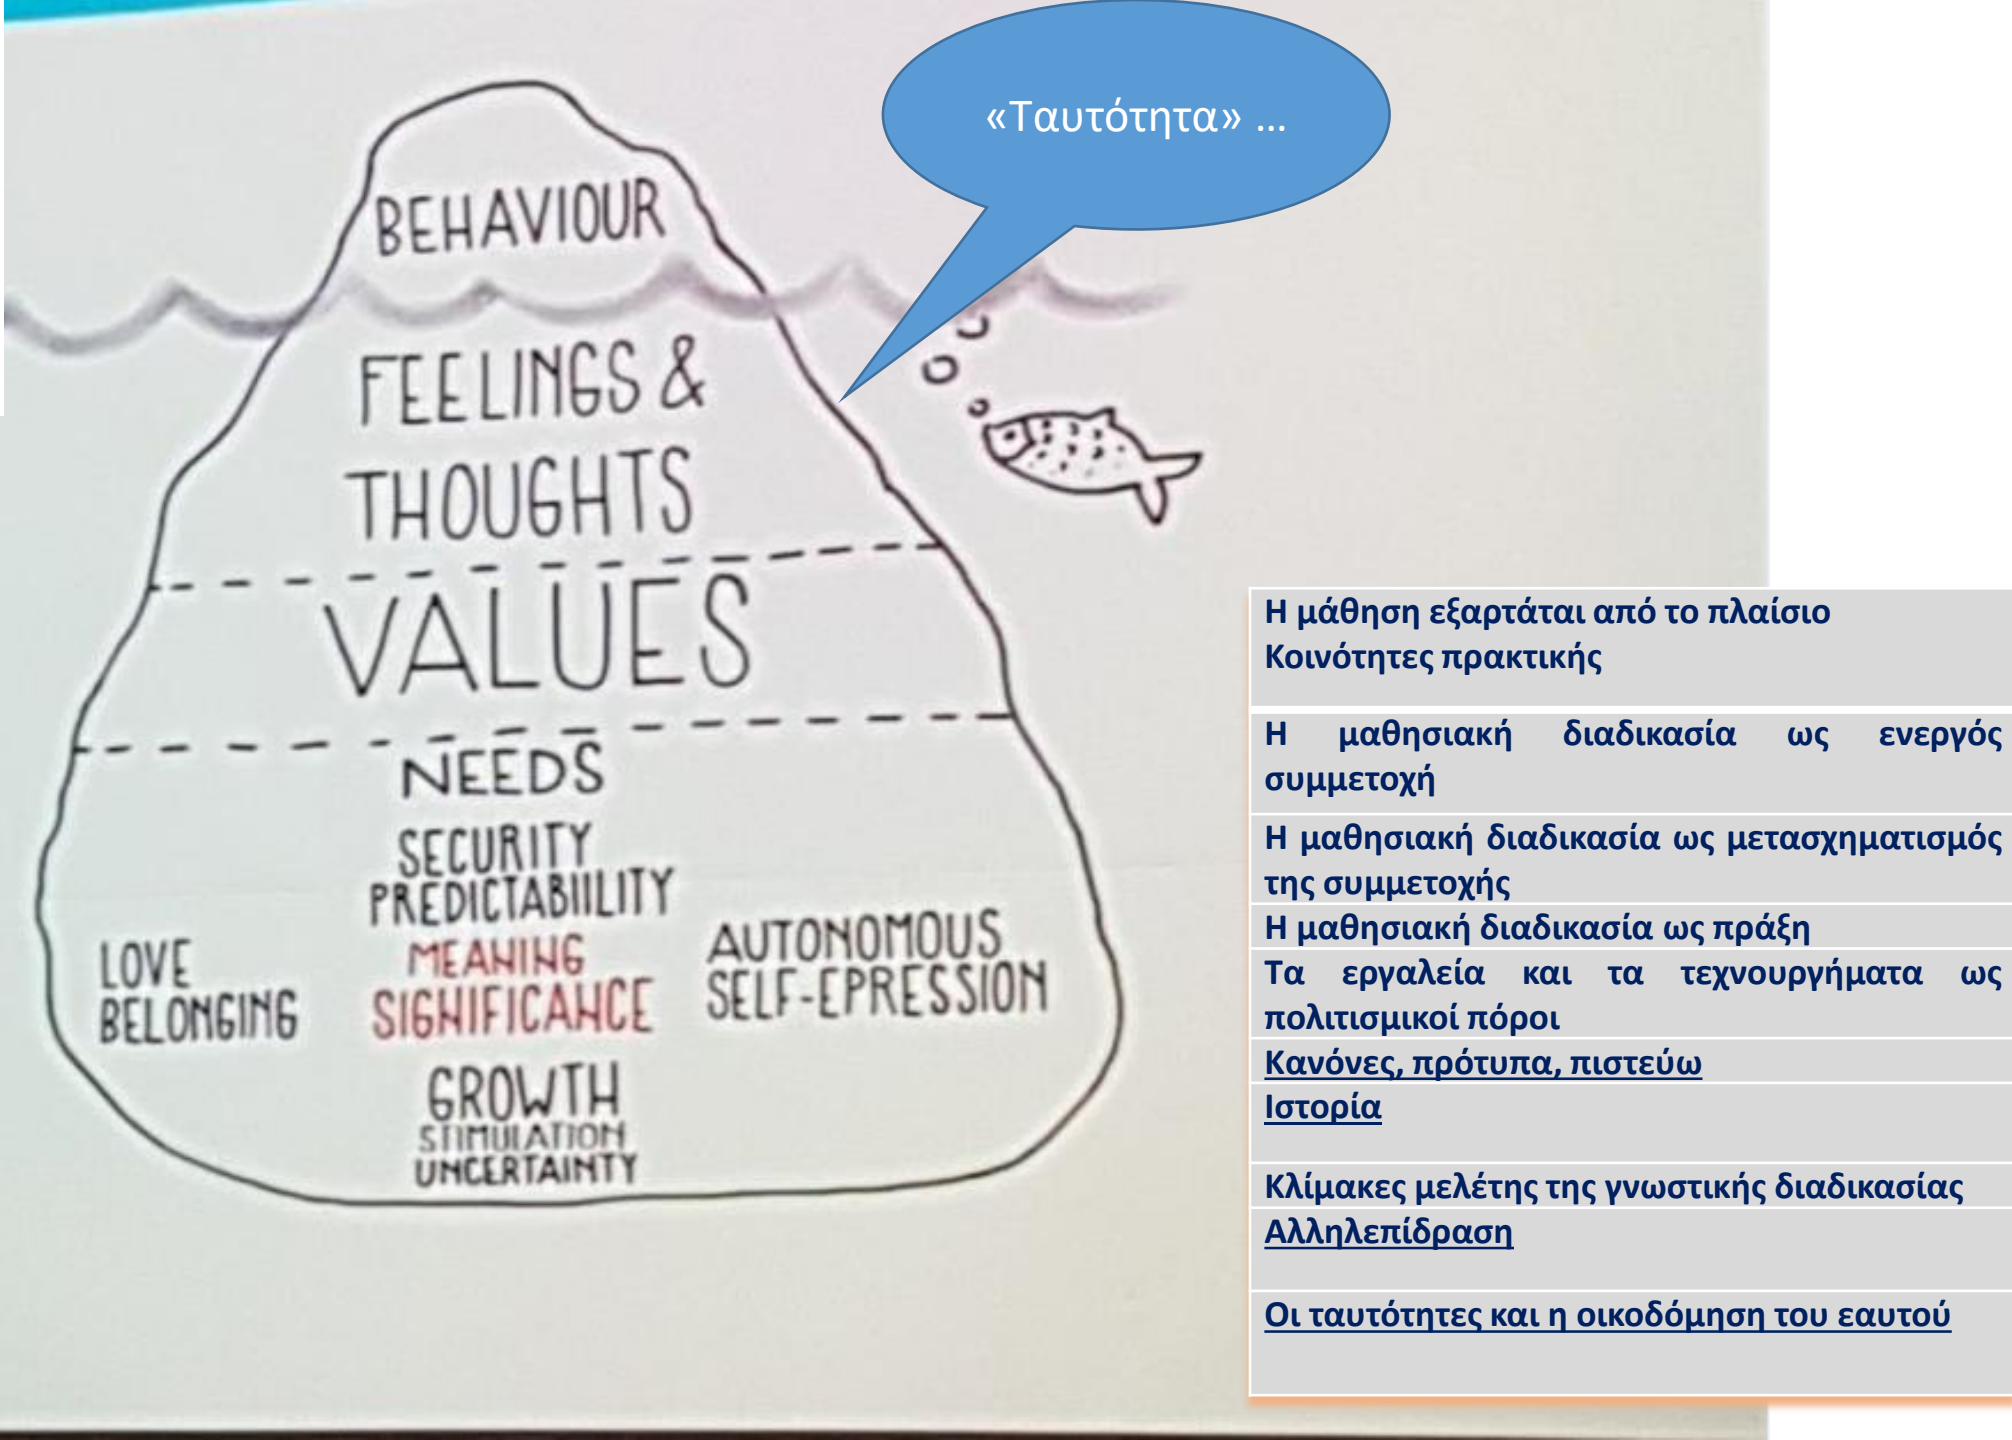 «Ταυτότητα» ...
BEHAVIOUR
FEELINGS &
THOUGHTS
VALUES
NEEDS
SECURITY
PREDICTABIILITY
LOVE
BELONGING
MEANING
SIGNIFICANCE
AUTONOMOUS
SELF-EPRESSION
GROWTH
STIMULATION
UNCERTAINTY
Η μάθηση εξαρτάται από το πλαίσιο
Κοινότητες πρακτικής
Η μαθησιακή διαδικασία ως ενεργός
συμμετοχή
Η μαθησιακή διαδικασία ως μετασχηματισμός
της συμμετοχής
Η μαθησιακή διαδικασία ως πράξη
Τα εργαλεία και τα τεχνουργήματα ως
πολιτισμικοί πόροι
Κανόνες, πρότυπα, πιστεύω
Ιστορία
Κλίμακες μελέτης της γνωστικής διαδικασίας
Αλληλεπίδραση
Οι ταυτότητες και η οικοδόμηση του εαυτού